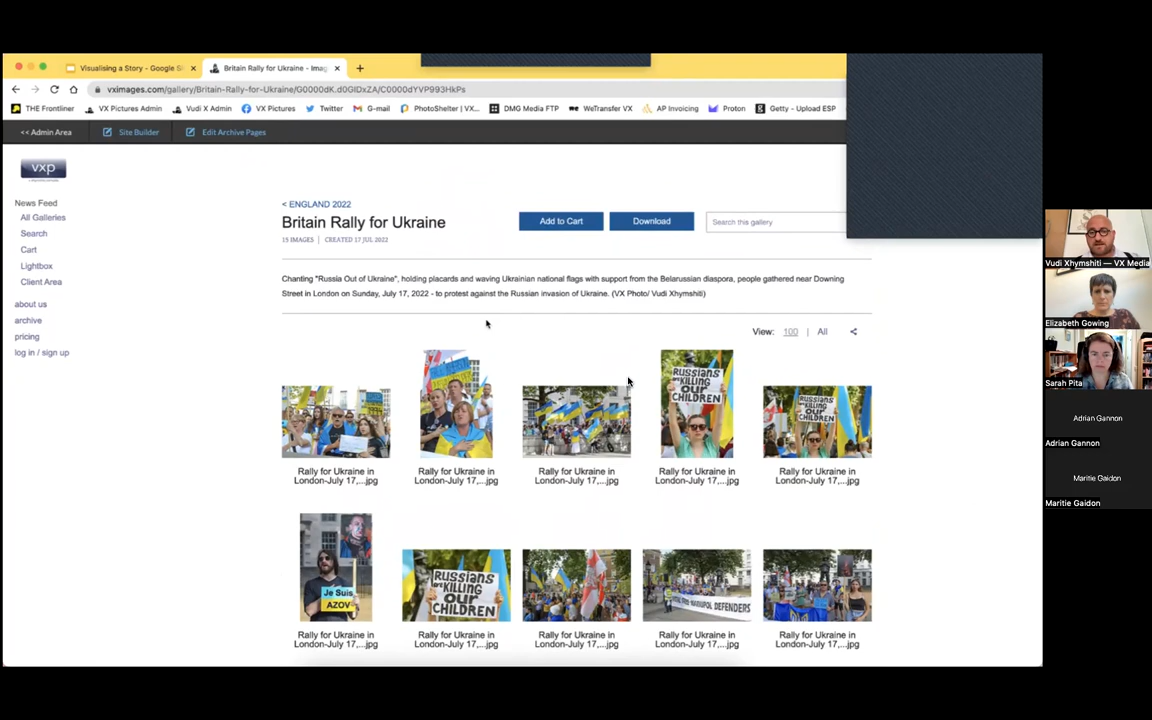 Visualising a Story - Google Sl
Britain Rally for Ukraine - Imag
vximages.com/gallery/Britain-Rally-for-Ukraine/G0000dK.d0GlDxZA/C0000dYVP993HkPs
THE Frontliner
VX Pictures Admin
Vudi X Admin
VX Pictures
Twitter
G-mail
PhotoShelter | VX...
DMG Media FTP
WeTransfer VX
AP Invoicing
Proton
Getty - Upload ESP
<< Admin Area
Site Builder
Edit Archive Pages
vxp
News Feed
All Galleries
Search
Cart
Lightbox
Client Area
about us
archive
pricing
log in / sign up
< ENGLAND 2022
Britain Rally for Ukraine
15 IMAGES | CREATED 17 JUL 2022
Add to Cart
Download
Search this gallery
Chanting "Russia Out of Ukraine", holding placards and waving Ukrainian national flags with support from the Belarussian diaspora, people gathered near Downing
Street in London on Sunday, July 17, 2022 - to protest against the Russian invasion of Ukraine. (VX Photo/ Vudi Xhymshiti)
View: 100 | All
RUSSIANS
KILLING
OUR
CHILDREN
RUSSIANS
KILLING
OUR
CHILDREN
Rally for Ukraine in
London-July 17,...jpg
Rally for Ukraine in
London-July 17,...jpg
Rally for Ukraine in
London-July 17,...jpg
Rally for Ukraine in
London-July 17,...jpg
Rally for Ukraine in
London-July 17,...jpg
Je Suis
AZOV
RUSSIANS
KILLING
OUR
CHILDREN
MARIUPOL DEFENDERS
Rally for Ukraine in
London-July 17,...jpg
Rally for Ukraine in
London-July 17,...jpg
Rally for Ukraine in
London-July 17,...jpg
Rally for Ukraine in
London-July 17,...jpg
Rally for Ukraine in
London-July 17,...jpg
Vudi Xhymshiti — VX Media
Elizabeth Gowing
Sarah Pita
Adrian Gannon
Adrian Gannon
Maritie Gaidon
Maritie Gaidon